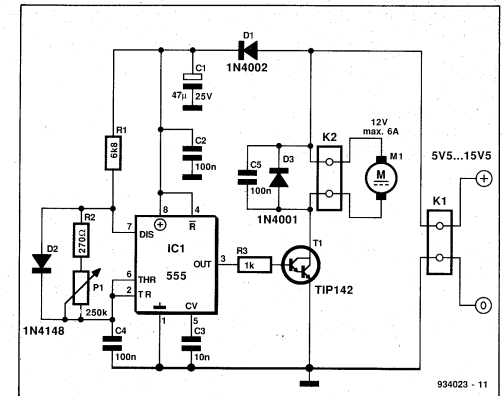 D1
1N4002
C1
47µ 25V
R1
6k8
C2
100n
K2
12V
max. 6A
C5
100n
D3
1N4001
M1
M
5V5...15V5
K1
+
0
8 4
R
R2
270Ω
D2
7 DIS
IC1
555
OUT 3
R3
1k
T1
TIP142
P1
250k
6 THR
2 TR
1N4148
CV
1 5
C4
100n
C3
10n
934023 - 11